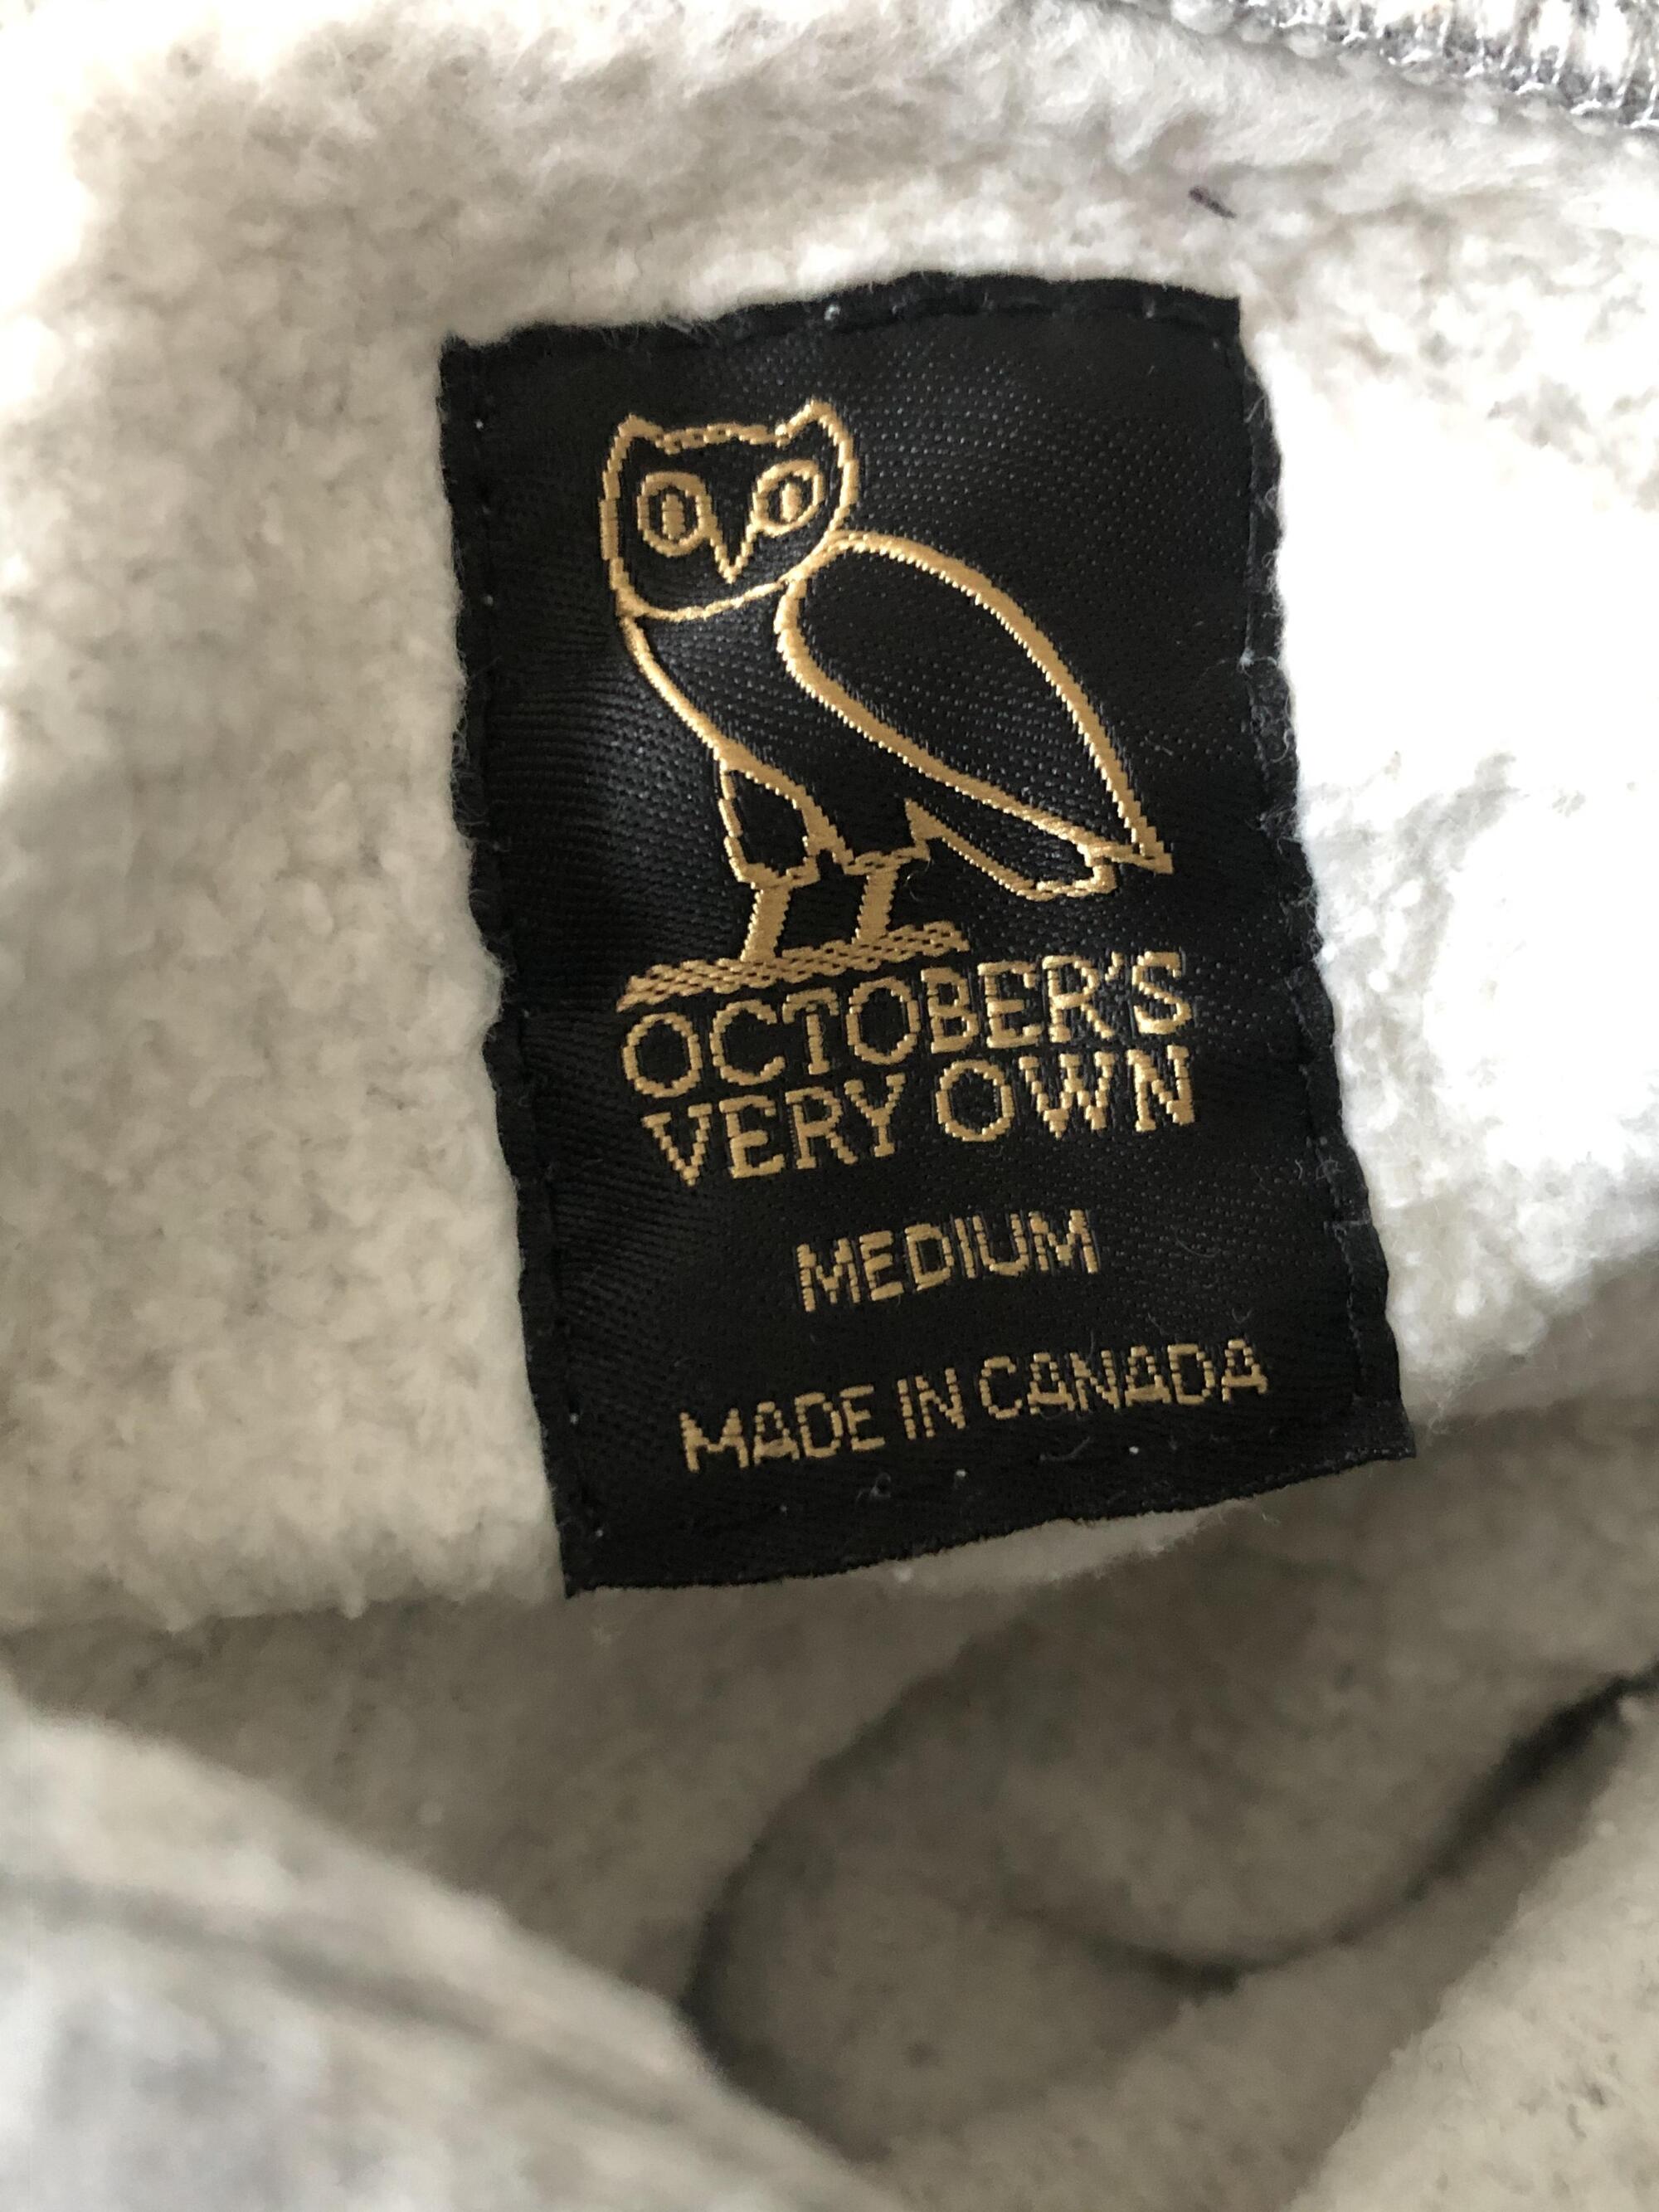 OCTOBER'S
VERY OWN
MEDIUM
MADE IN CANADA